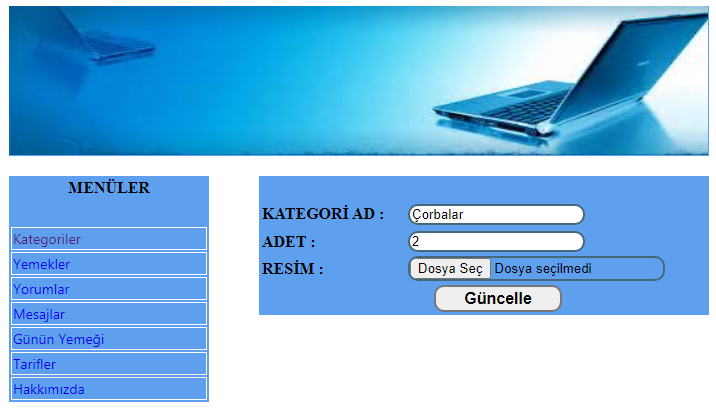 MENÜLER
Kategoriler
Yemekler
Yorumlar
Mesajlar
Günün Yemeği
Tarifler
Hakkımızda
KATEGORİ AD : Çorbalar
ADET : 2
RESİM : Dosya Seç Dosya seçilmedi
Güncelle